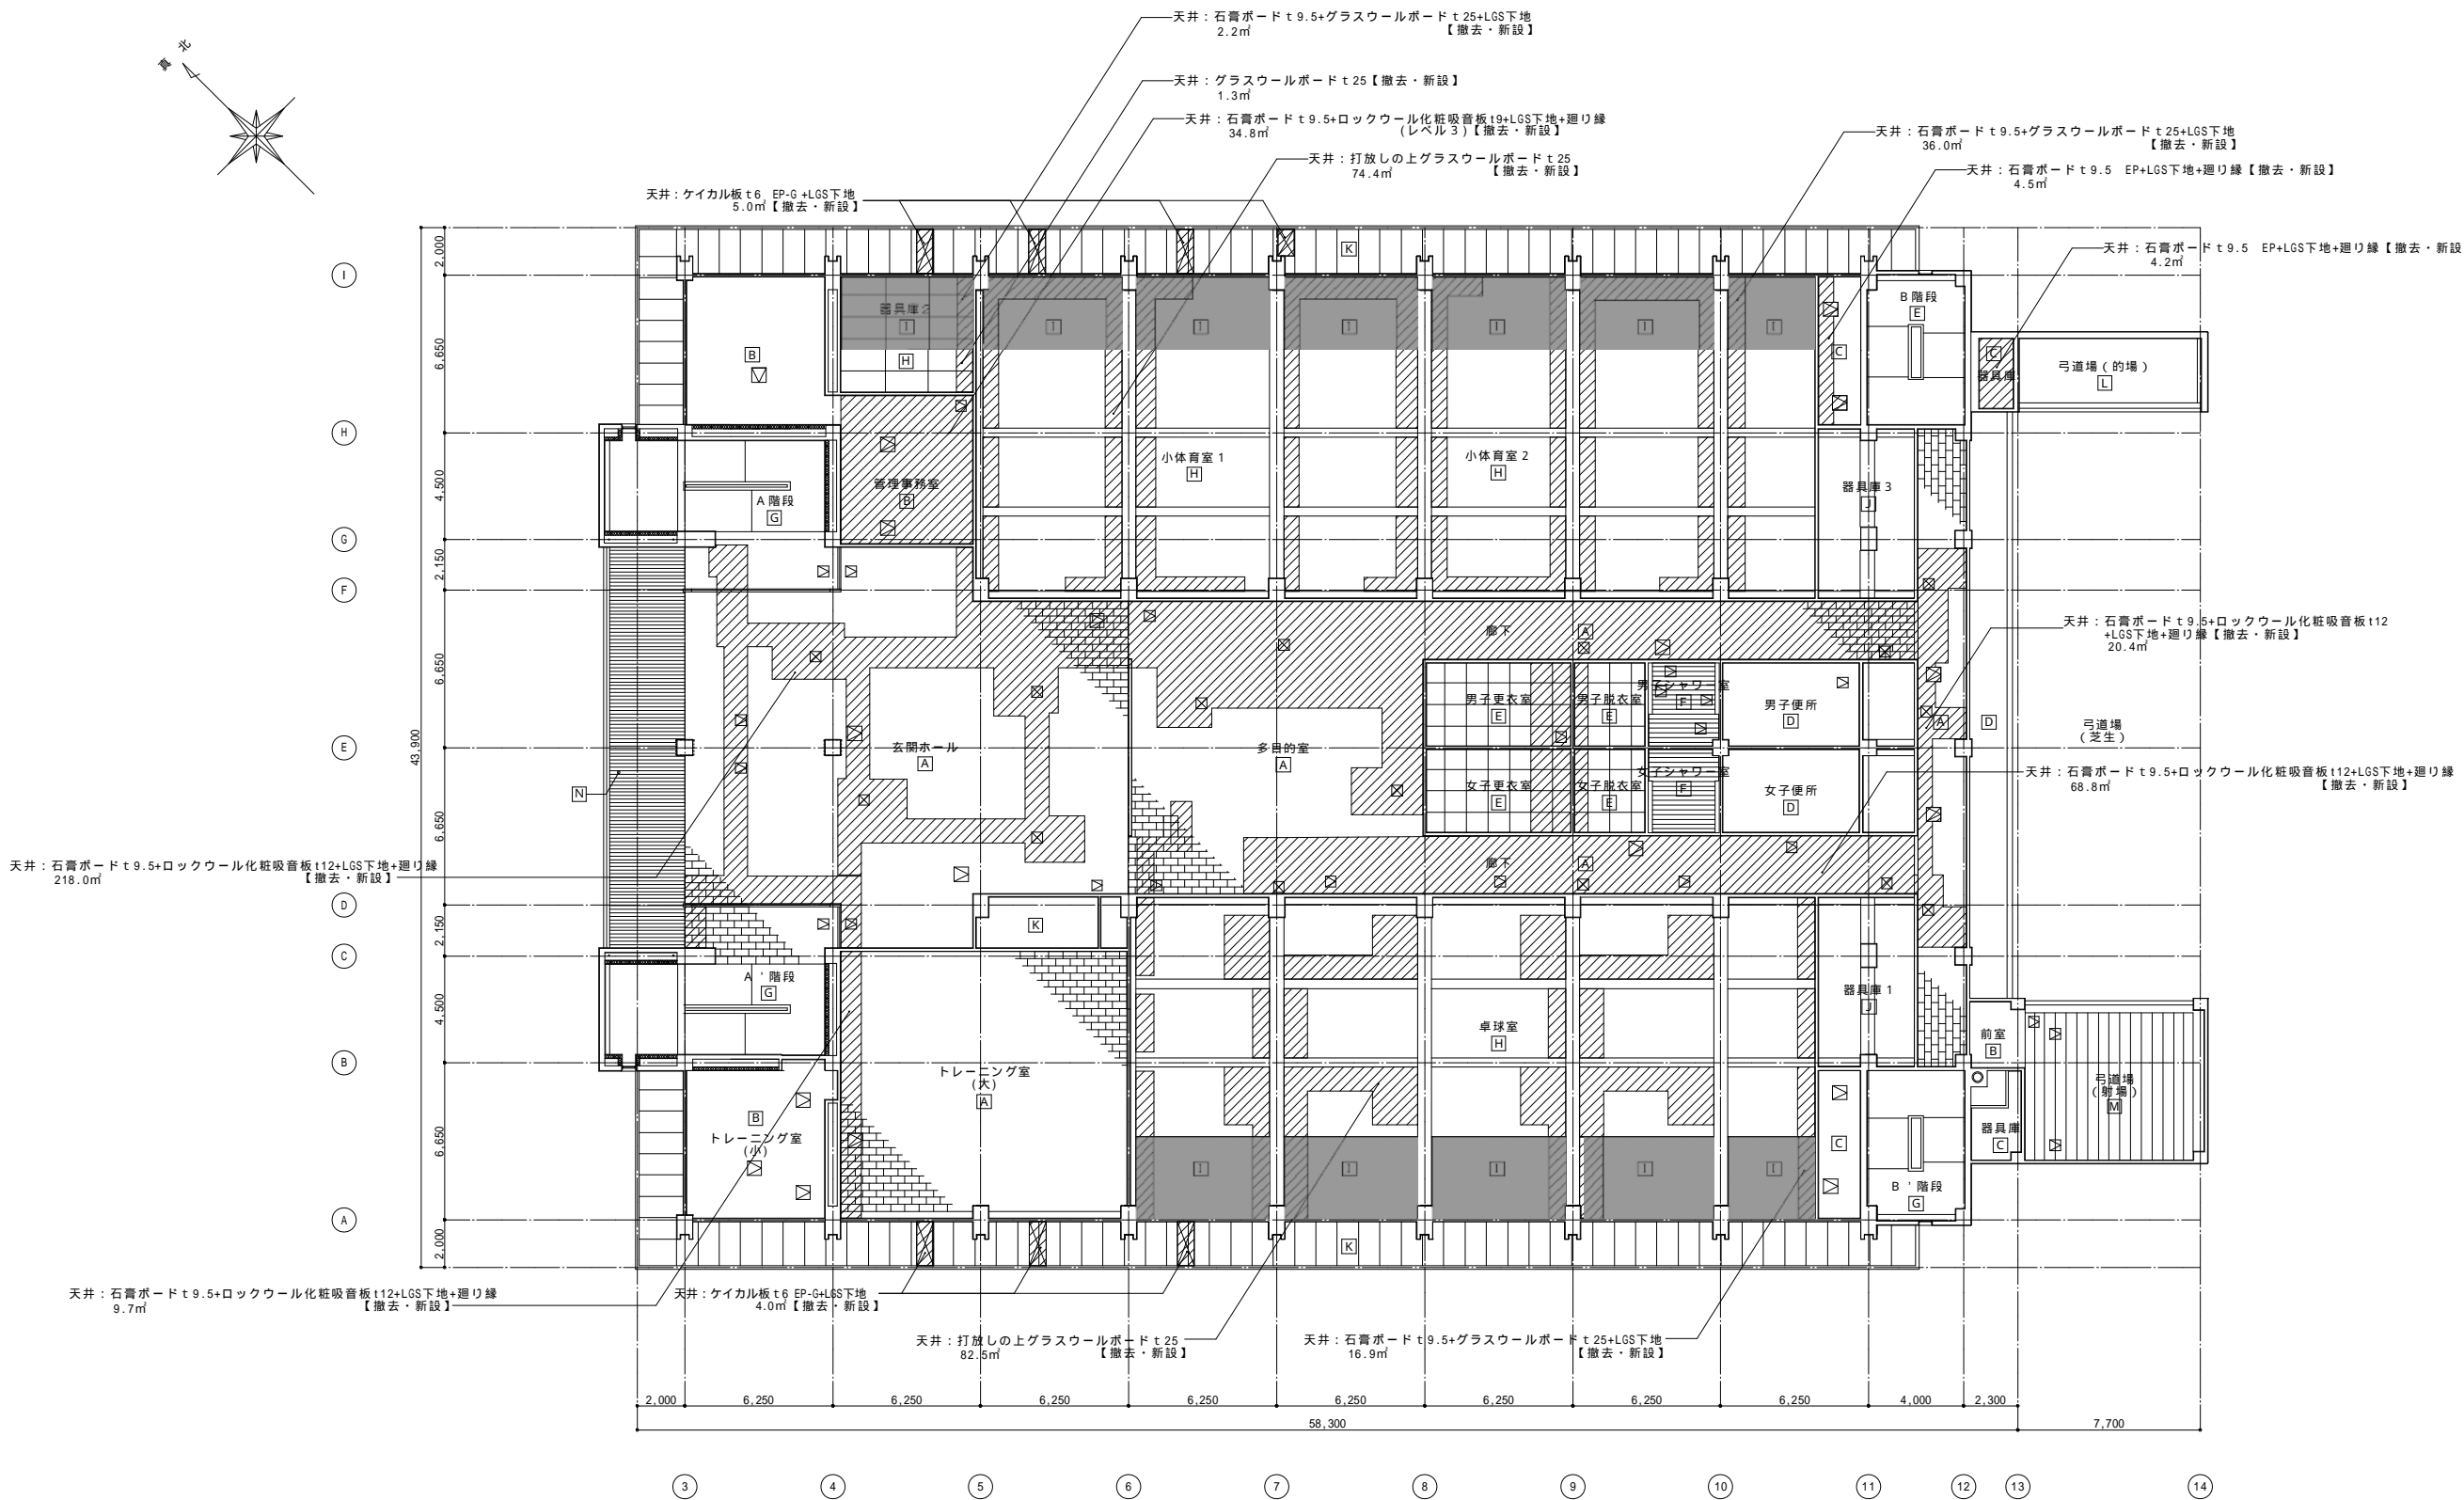 天井：石膏ボードｔ9.5+グラスウールボードｔ25+LGS下地
2.2㎡ 【撤去・新設】
天井：グラスウールボードｔ25【撤去・新設】
1.3㎡
天井：石膏ボードｔ9.5+ロックウール化粧吸音板t9+LGS下地+廻り縁
34.8㎡ (レベル３)【撤去・新設】
天井：打放しの上グラスウールボードｔ25
74.4㎡ 【撤去・新設】
天井：石膏ボードｔ9.5+グラスウールボードｔ25+LGS下地
36.0㎡ 【撤去・新設】
天井：石膏ボードｔ9.5 EP+LGS下地+廻り縁【撤去・新設】
4.5㎡
天井：ケイカル板ｔ6 EP-G +LGS下地
5.0㎡【撤去・新設】
天井：石膏ボードｔ9.5 EP+LGS下地+廻り縁【撤去・新設
4.2㎡
真 北
K
2,000
I
6,650
H
4,500
G
2,150
F
6,650
E
43,900
6,650
D
2,150
C
4,500
B
6,650
A
2,000
B
器具庫2
I
H
I
I
I
I
I
I
C
B階段
E
C
器具庫
弓道場（的場）
L
A階段
G
管理事務室
B
小体育室１
H
小体育室２
H
器具庫３
J
廊下
A
天井：石膏ボードｔ9.5+ロックウール化粧吸音板t12
+LGS下地+廻り縁【撤去・新設】
20.4㎡
玄関ホール
A
多目的室
A
男子更衣室
E
男子脱衣室
E
男子シャワー室
F
男子便所
D
A
D
弓道場
（芝生）
N
女子更衣室
E
女子脱衣室
E
女子シャワー室
F
女子便所
D
天井：石膏ボードｔ9.5+ロックウール化粧吸音板t12+LGS下地+廻り縁
68.8㎡ 【撤去・新設】
天井：石膏ボードｔ9.5+ロックウール化粧吸音板t12+LGS下地+廻り縁
218.0㎡ 【撤去・新設】
廊下
A
K
A'階段
G
トレーニング室
(大)
A
卓球室
H
器具庫１
J
前室
B
弓道場
（射場）
M
B
トレーニング室
(小)
I
I
I
I
I
C
器具庫
C
B'階段
G
K
天井：石膏ボードｔ9.5+ロックウール化粧吸音板t12+LGS下地+廻り縁
9.7㎡ 【撤去・新設】
天井：ケイカル板ｔ6 EP-G+LGS下地
4.0㎡【撤去・新設】
天井：打放しの上グラスウールボードｔ25
82.5㎡ 【撤去・新設】
天井：石膏ボードｔ9.5+グラスウールボードｔ25+LGS下地
16.9㎡ 【撤去・新設】
2,000 6,250 6,250 6,250 6,250 6,250 6,250 6,250 6,250 4,000 2,300
58,300 7,700
3 4 5 6 7 8 9 10 11 12 13 14